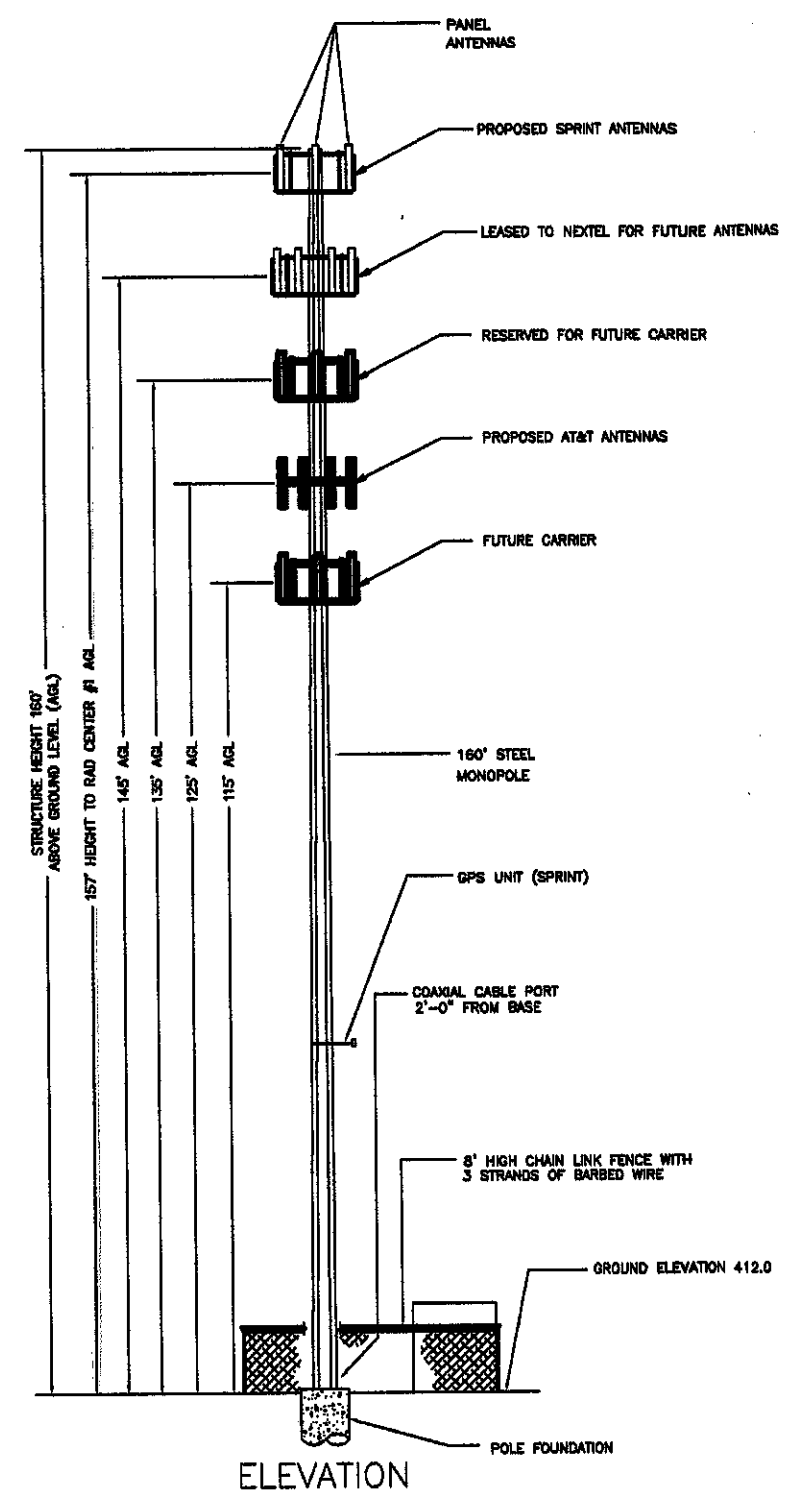 PANEL
ANTENNAS
PROPOSED SPRINT ANTENNAS
LEASED TO NEXTEL FOR FUTURE ANTENNAS
RESERVED FOR FUTURE CARRIER
PROPOSED AT&T ANTENNAS
FUTURE CARRIER
STRUCTURE HEIGHT 160'
ABOVE GROUND LEVEL (AGL)
157' HEIGHT TO RAD CENTER #1 AGL
145' AGL
135' AGL
125' AGL
115' AGL
160' STEEL
MONOPOLE
GPS UNIT (SPRINT)
COAXIAL CABLE PORT
2'-0" FROM BASE
8' HIGH CHAIN LINK FENCE WITH
3 STRANDS OF BARBED WIRE
GROUND ELEVATION 412.0
POLE FOUNDATION
ELEVATION